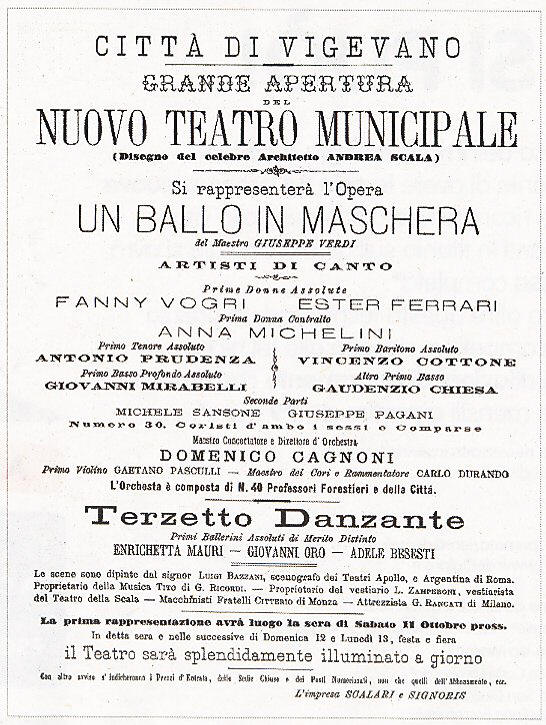 CITTÀ DI VIGEVANO
GRANDE APERTURA
DEL
NUOVO TEATRO MUNICIPALE
(Disegno del celebre Architetto ANDREA SCALA)
Si rappresenterà l'Opera
UN BALLO IN MASCHERA
del Maestro GIUSEPPE VERDI
ARTISTI DI CANTO
Prime Donne Assolute
FANNY VOGRI ESTER FERRARI
Prima Donna Contralto
ANNA MICHELINI
Primo Tenore Assoluto Primo Baritono Assoluto
ANTONIO PRUDENZA VINCENZO COTTONE
Primo Basso Profondo Assoluto Altro Primo Basso
GIOVANNI MIRABELLI GAUDENZIO CHIESA
Seconde Parti
MICHELE SANSONE GIUSEPPE PAGANI
Numero 30. Coristi d'ambo i sessi e Comparse
Maestro Concertatore e Direttore d'Orchestra
DOMENICO CAGNONI
Primo Violino GAETANO PASCULLI — Maestro dei Cori e Rammentatore CARLO DURANDO
L'Orchesta è composta di N. 40 Professori Forestieri e della Città.
Terzetto Danzante
Primi Ballerini Assoluti di Merito Distinto
ENRICHETTA MAURI — GIOVANNI ORO — ADELE BESESTI
Le scene sono dipinte dal signor LUIGI BAZZANI, scenografo dei Teatri Apollo, e Argentina di Roma.
Proprietario della Musica TITO di G. RICORDI. — Propriotario del vestiario L. ZAMPERONI, vestiarista
del Teatro della Scala — Macchinisti Fratelli CITTERIO di Monza — Attrezzista G. RANCATI di Milano.
La prima rappresentazione avrà luogo la sera di Sabato 11 Ottobre pross.
In detta sera e nelle successive di Domenica 12 e Lunedì 13, festa e fiera
il Teatro sarà splendidamente illuminato a giorno
Con altro avviso s'indicheranno i Prezzi d'Entrata, delle Sedie Chiuse e dei Posti Numerizzati, non che quelli dell'Abbonamento, ecc.
L'impresa SCALARI e SIGNORIS